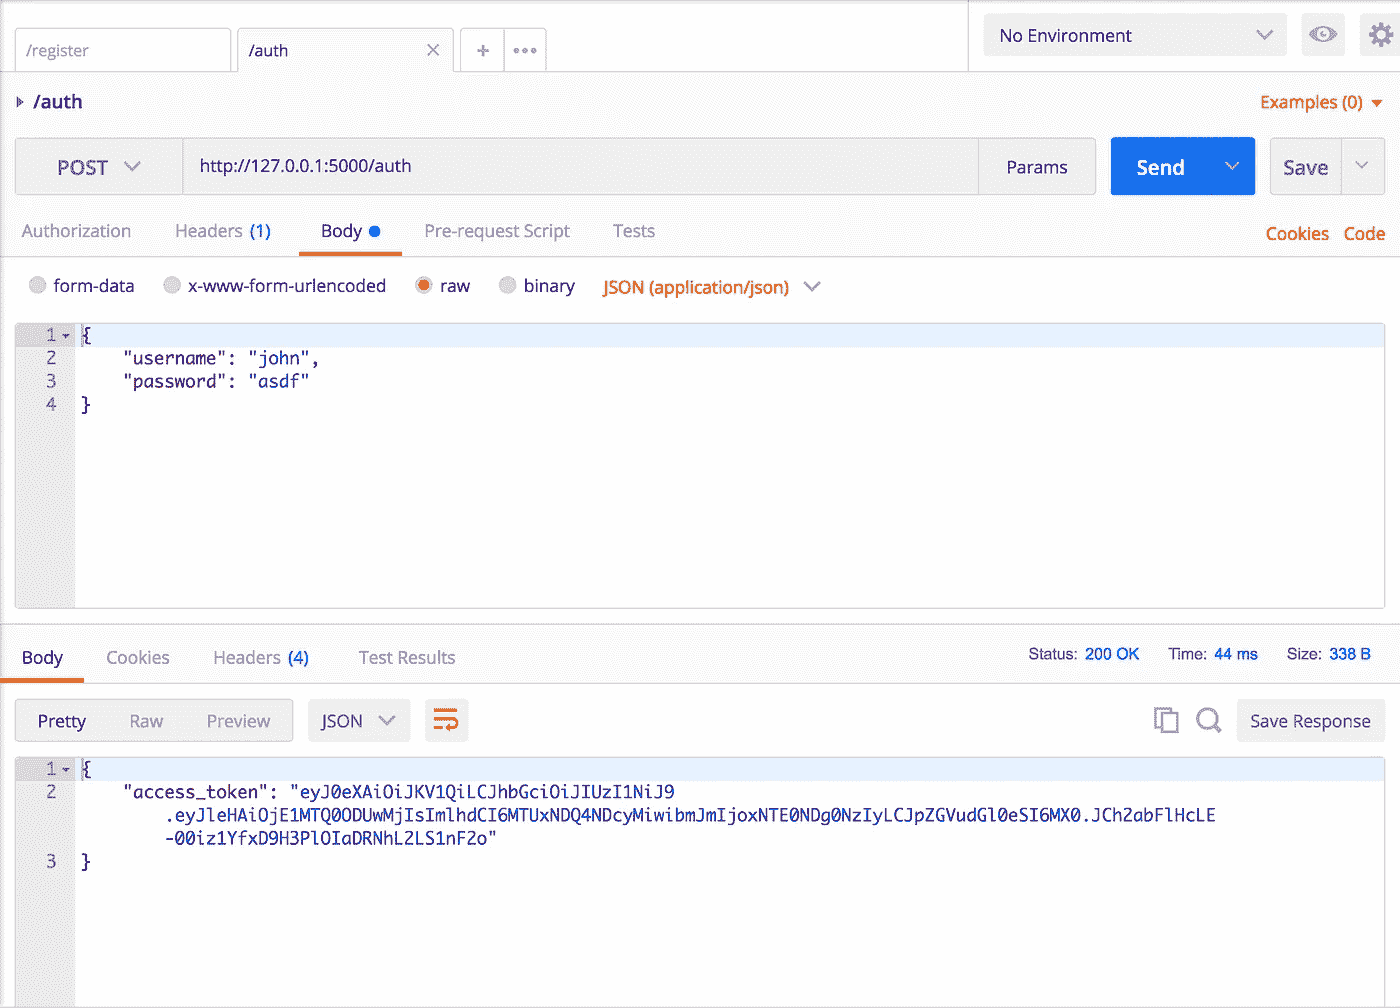 /register
/auth
No Environment
/auth
Examples (0)
POST
http://127.0.0.1:5000/auth
Params
Send
Save
Authorization
Headers (1)
Body
Pre-request Script
Tests
Cookies
Code
form-data
x-www-form-urlencoded
raw
binary
JSON (application/json)
1 {
2 "username": "john",
3 "password": "asdf"
4 }
Body
Cookies
Headers (4)
Test Results
Status: 200 OK
Time: 44 ms
Size: 338 B
Pretty
Raw
Preview
JSON
Save Response
1 {
2 "access_token": "eyJ0eXAiOiJKV1QiLCJhbGciOiJIUzI1NiJ9
.eyJleHAiOjE1MTQ0ODUwMjIsImlhdCI6MTUxNDQ4NDcyMiwibmJmIjoxNTE0NDg0NzIyLCJpZGVudGl0eSI6MX0.JCh2abFlHcLE
-00iz1YfxD9H3PlOIaDRNhL2LS1nF2o"
3 }